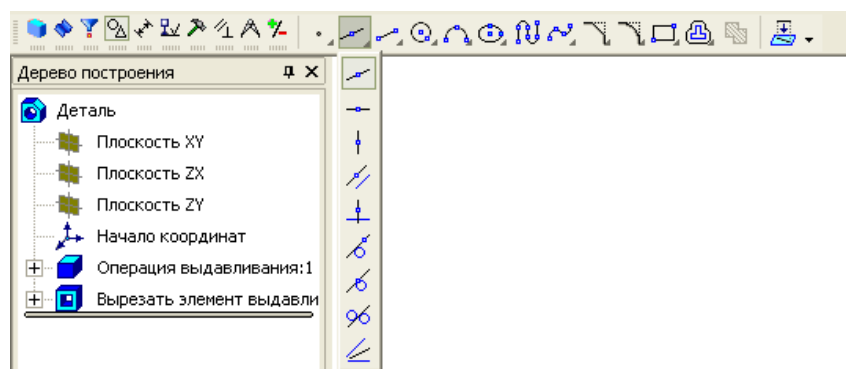 Дерево построения
Деталь
Плоскость XY
Плоскость ZX
Плоскость ZY
Начало координат
Операция выдавливания:1
Вырезать элемент выдавли